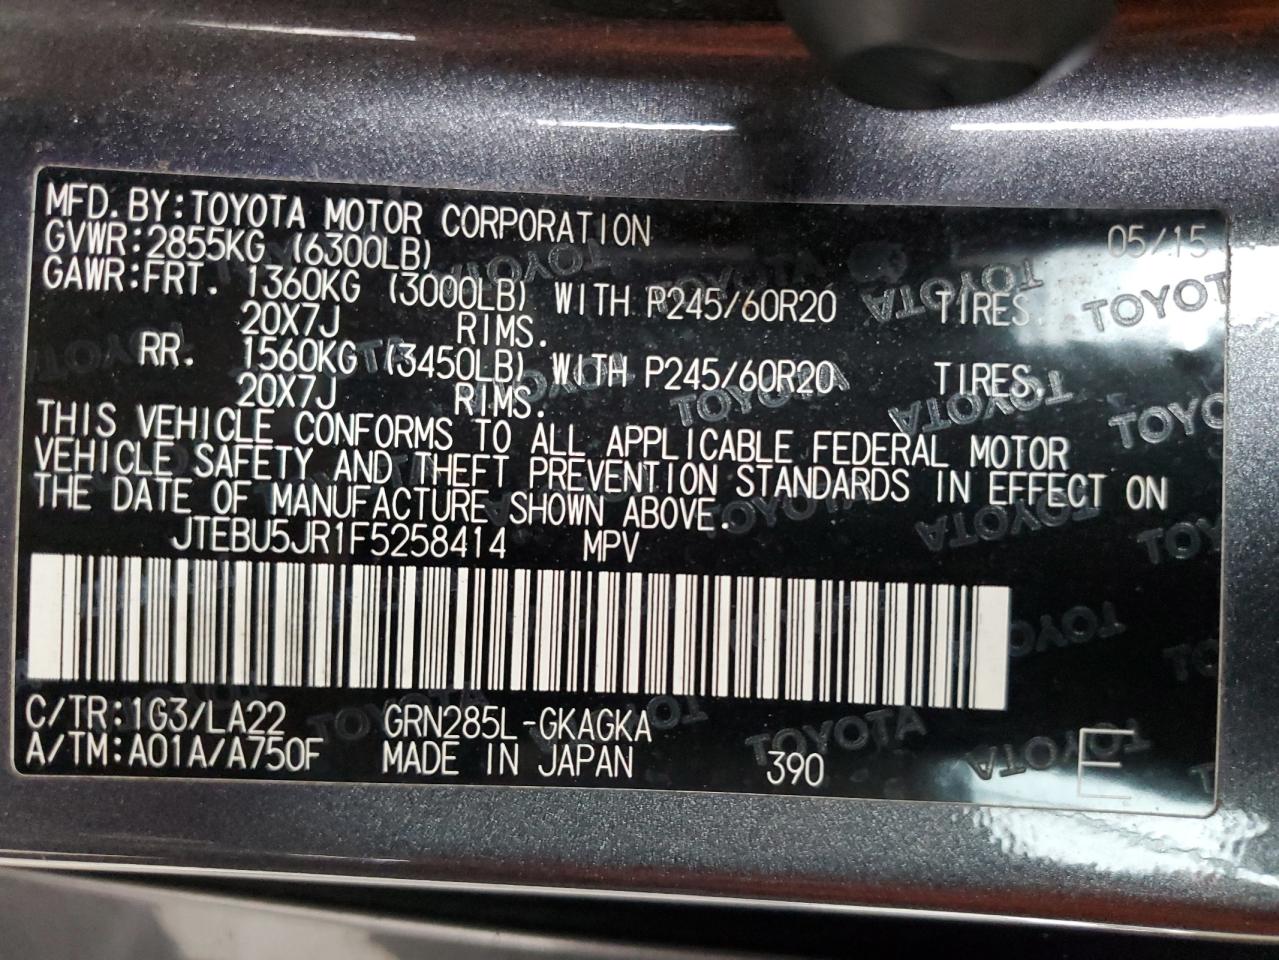 MFD.BY:TOYOTA MOTOR CORPORATION 05/15
GVWR:2855KG (6300LB)
GAWR:FRT. 1360KG (3000LB) WITH P245/60R20 TIRES,
20X7J RIMS.
RR. 1560KG (3450LB) WITH P245/60R20 TIRES,
20X7J RIMS.
THIS VEHICLE CONFORMS TO ALL APPLICABLE FEDERAL MOTOR
VEHICLE SAFETY AND THEFT PREVENTION STANDARDS IN EFFECT ON
THE DATE OF MANUFACTURE SHOWN ABOVE.
JTEBU5JR1F5258414 MPV
C/TR:1G3/LA22 GRN285L-GKAGKA
A/TM:A01A/A750F MADE IN JAPAN 390 E